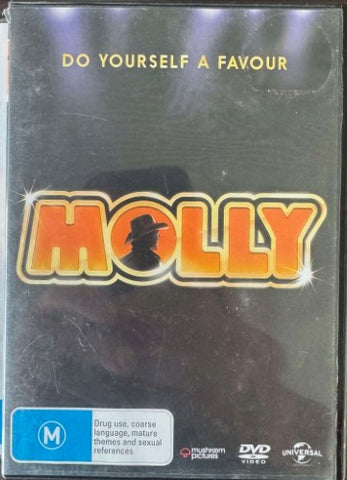 DO YOURSELF A FAVOUR
MOLLY
M
Drug use, coarse
language, mature
themes and sexual
references
mushroom
pictures
DVD
VIDEO
UNIVERSAL